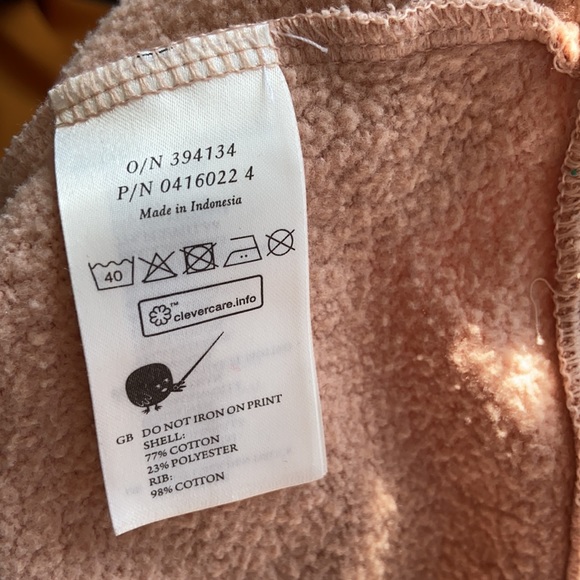 O/N 394134
P/N 0416022 4
Made in Indonesia
40
™ clevercare.info
GB DO NOT IRON ON PRINT
SHELL:
77% COTTON
23% POLYESTER
RIB:
98% COTTON